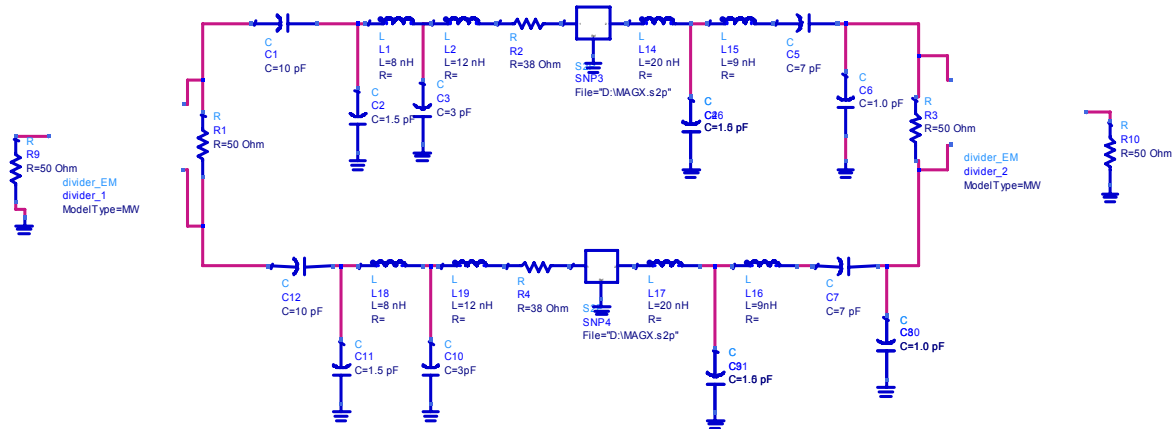 C
C1
C=10 pF
L
L1
L=8 nH
R=
L
L2
L=12 nH
R=
R
R2
R=38 Ohm
SNP3
File="D:\MAGX.s2p"
L
L14
L=20 nH
R=
L
L15
L=9 nH
R=
C
C5
C=7 pF
C
C2
C=1.5 pF
C
C3
C=3 pF
C
C
C6
C=1.0 pF
R
R1
R=50 Ohm
R
R3
R=50 Ohm
R
R9
R=50 Ohm
R
R10
R=50 Ohm
divider_EM
divider_1
ModelType=MW
divider_EM
divider_2
ModelType=MW
C
C12
C=10 pF
L
L18
L=8 nH
R=
L
L19
L=12 nH
R=
R
R4
R=38 Ohm
SNP4
File="D:\MAGX.s2p"
L
L17
L=20 nH
R=
L
L16
L=9nH
R=
C
C7
C=7 pF
C
C11
C=1.5 pF
C
C10
C=3pF
C
C
C=1.0 pF